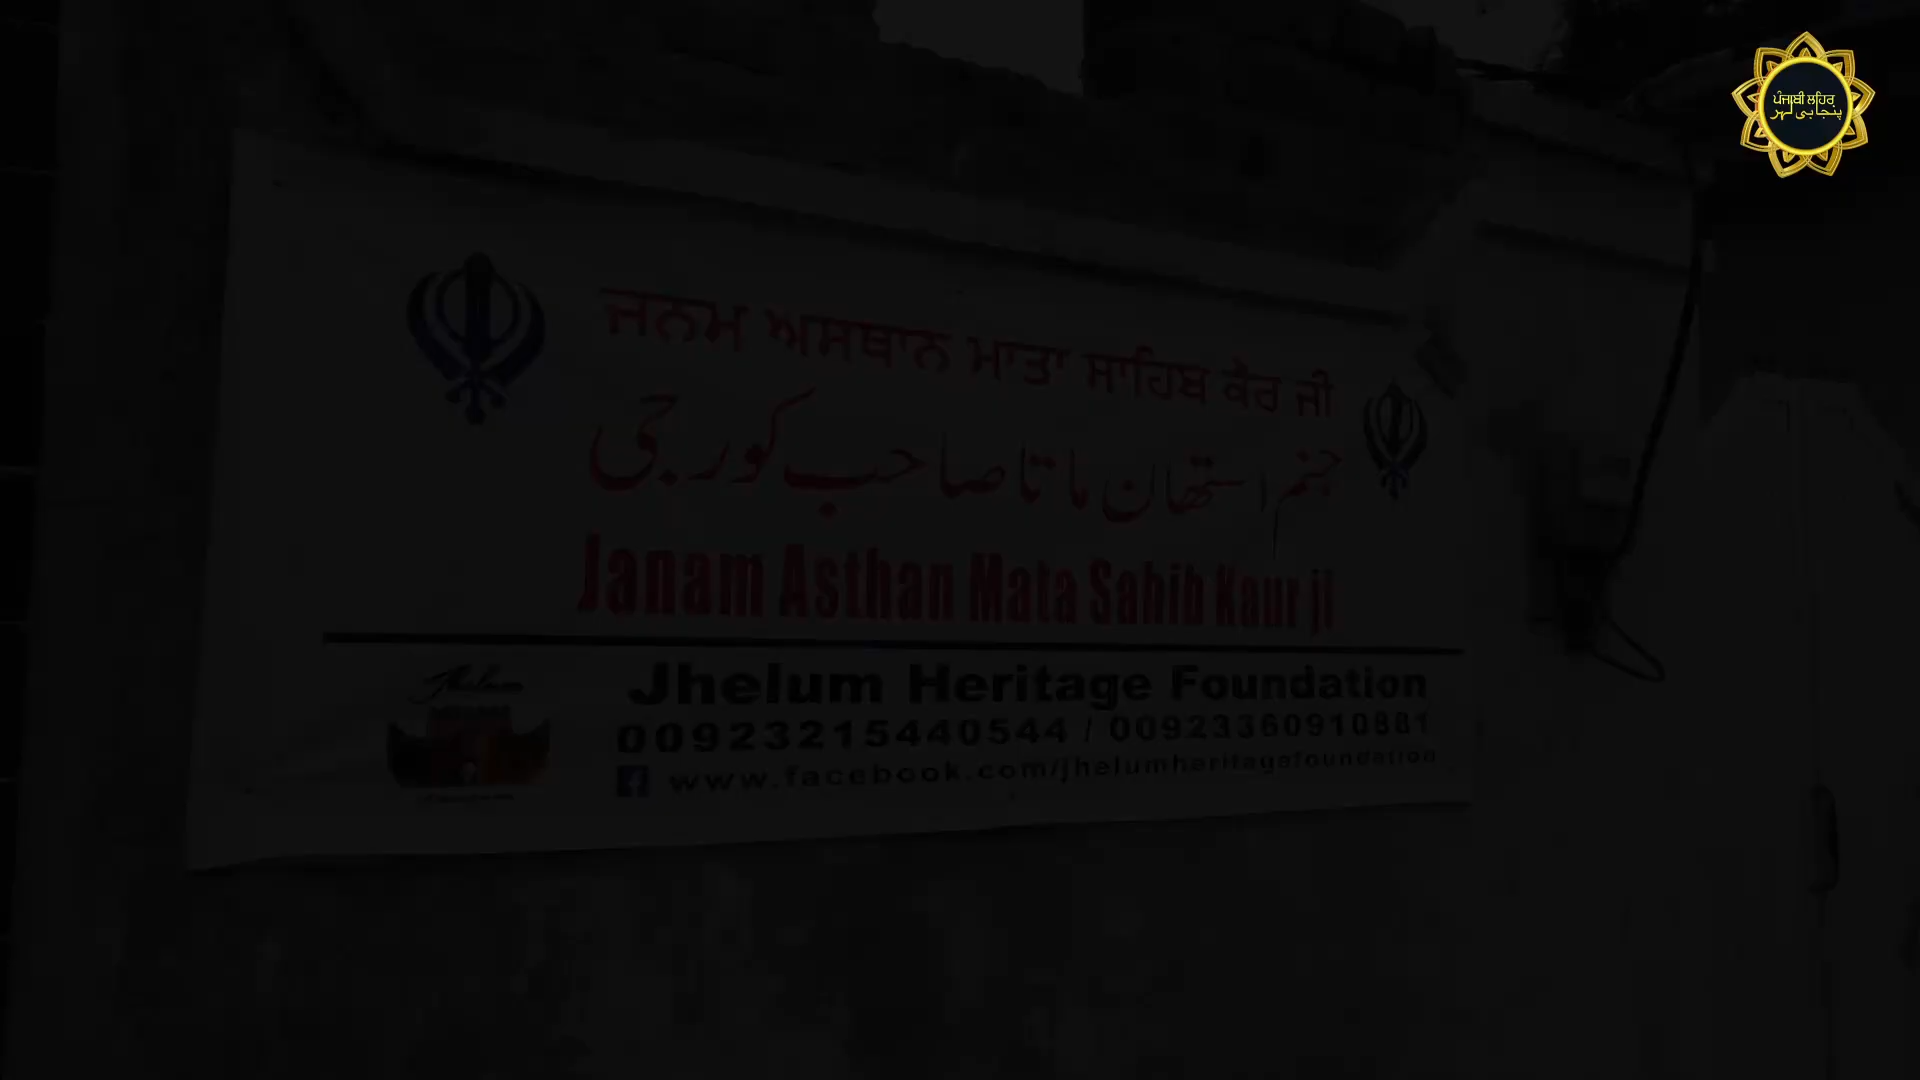 ਪੰਜਾਬੀ ਲਹਿਰ
پنجابی لہر
ਜਨਮ ਅਸਥਾਨ ਮਾਤਾ ਸਾਹਿਬ ਕੌਰ ਜੀ
جنم استھان ماتا صاحب کور جی
Janam Asthan Mata Sahib Kaur ji
Jhelum
Jhelum Heritage Foundation
00923215440544 / 00923360910881
www.facebook.com/jhelumheritagefoundation